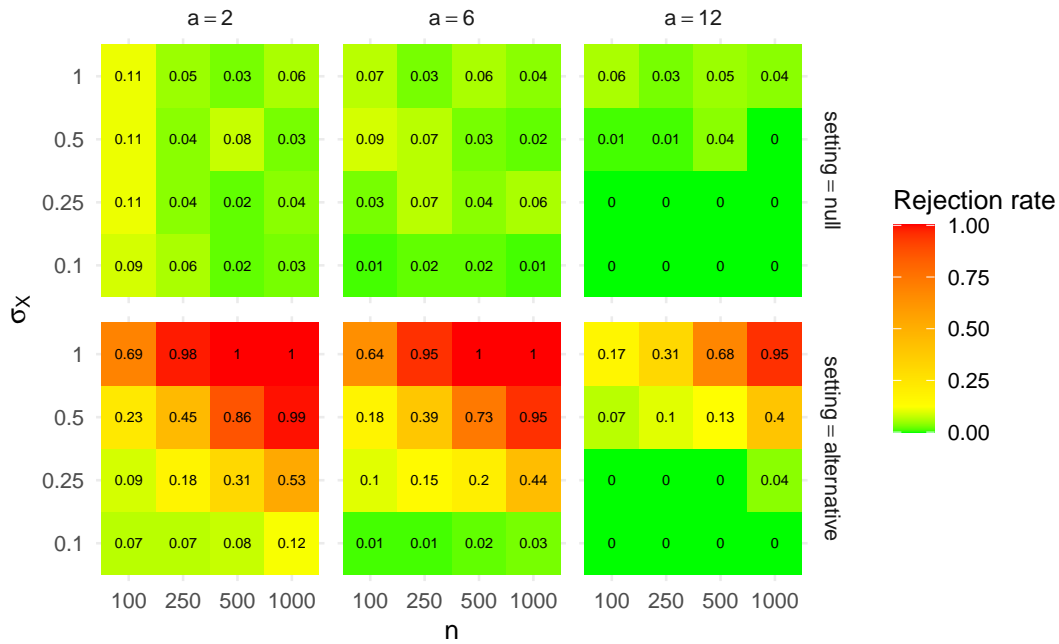 a = 2 a = 6 a = 12
1 0.11 0.05 0.03 0.06 0.07 0.03 0.06 0.04 0.06 0.03 0.05 0.04
0.5 0.11 0.04 0.08 0.03 0.09 0.07 0.03 0.02 0.01 0.01 0.04 0
0.25 0.11 0.04 0.02 0.04 0.03 0.07 0.04 0.06 0 0 0 0
0.1 0.09 0.06 0.02 0.03 0.01 0.02 0.02 0.01 0 0 0 0
setting = null
σX
1 0.69 0.98 1 1 0.64 0.95 1 1 0.17 0.31 0.68 0.95
0.5 0.23 0.45 0.86 0.99 0.18 0.39 0.73 0.95 0.07 0.1 0.13 0.4
0.25 0.09 0.18 0.31 0.53 0.1 0.15 0.2 0.44 0 0 0 0.04
0.1 0.07 0.07 0.08 0.12 0.01 0.01 0.02 0.03 0 0 0 0
setting = alternative
100 250 500 1000 100 250 500 1000 100 250 500 1000
n
Rejection rate
1.00
0.75
0.50
0.25
0.00